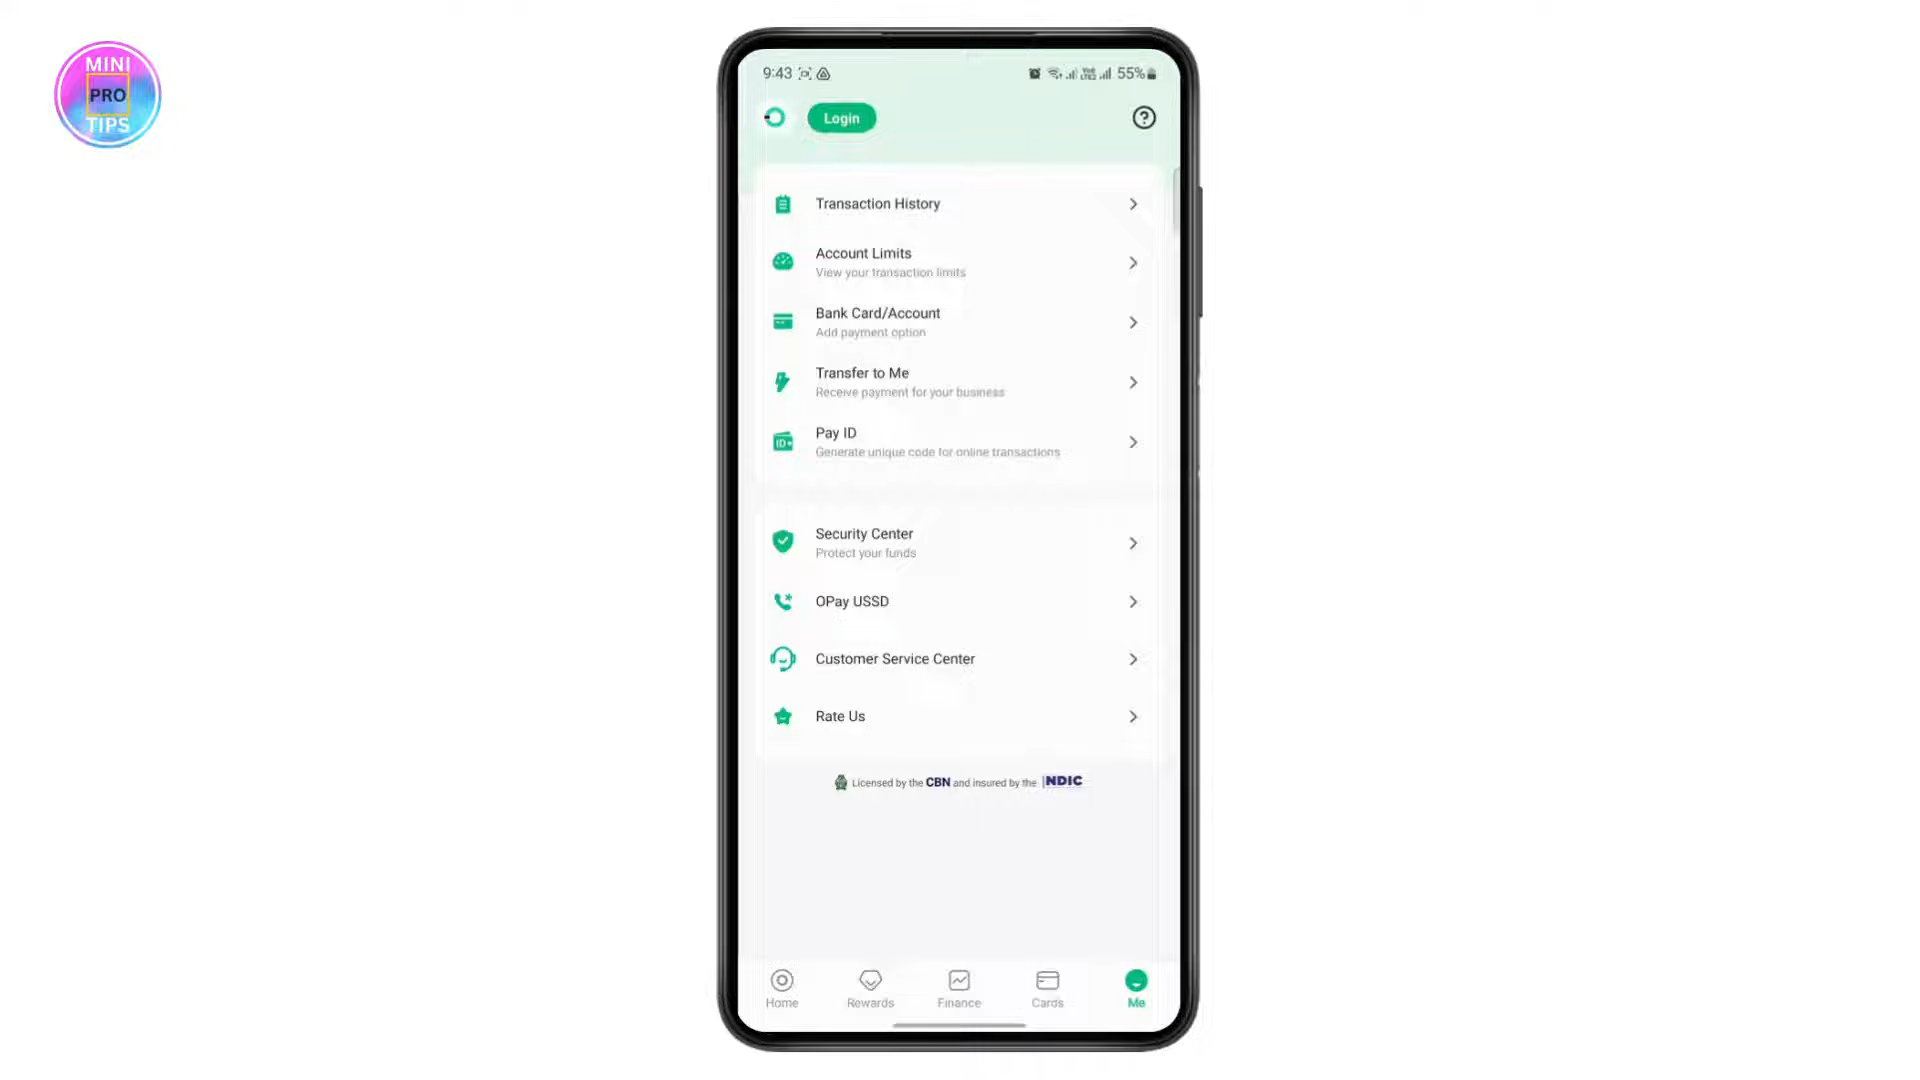 MINI
PRO
TIPS
9:43
55%
Login
Transaction History
Account Limits
View your transaction limits
Bank Card/Account
Add payment option
Transfer to Me
Receive payment for your business
Pay ID
Generate unique code for online transactions
Security Center
Protect your funds
OPay USSD
Customer Service Center
Rate Us
Licensed by the CBN and insured by the NDIC
Home
Rewards
Finance
Cards
Me